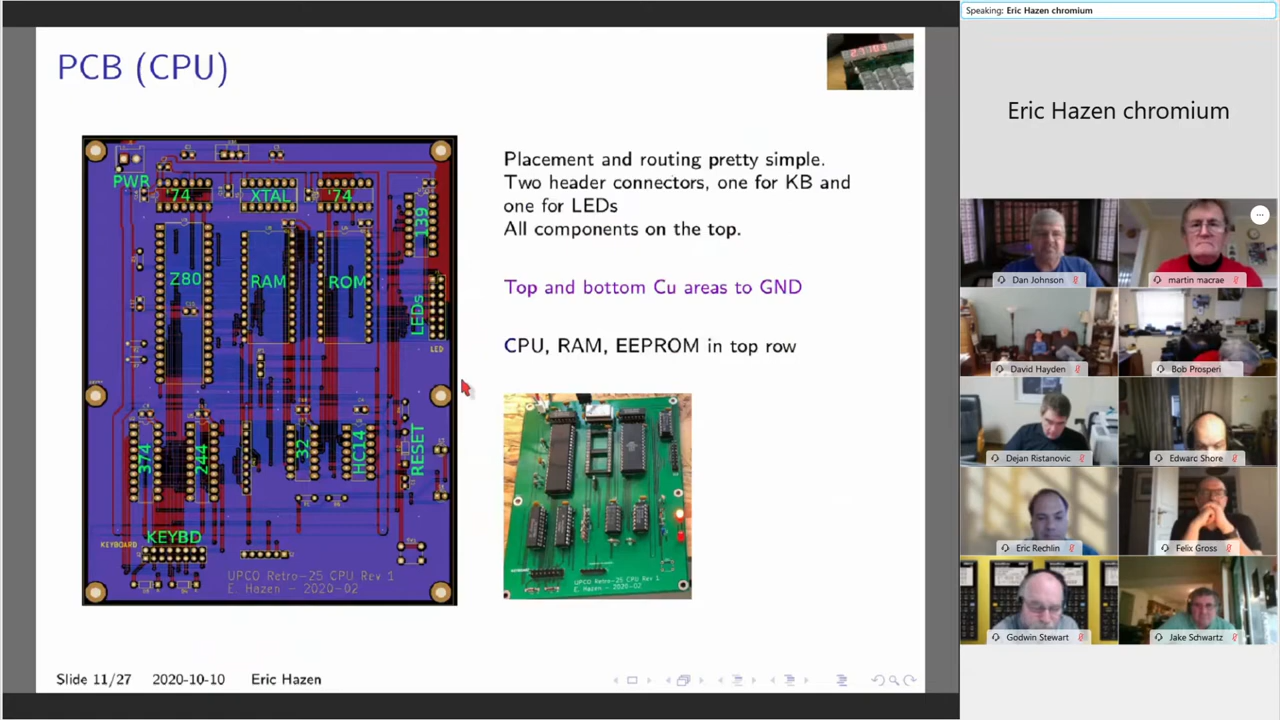 Speaking: Eric Hazen chromium
PCB (CPU)
Eric Hazen chromium
Placement and routing pretty simple.
Two header connectors, one for KB and
one for LEDs
All components on the top.
Top and bottom Cu areas to GND
CPU, RAM, EEPROM in top row
PWR
'74
XTAL
'74
139
Z80
RAM
ROM
LEDs
LED
374
244
32
HC14
RESET
KEYBD
KEYBOARD
UPCO Retro-25 CPU Rev 1
E. Hazen - 2020-02
UPCO Retro-25 CPU Rev 1
E. Hazen - 2020-02
Dan Johnson
martin macrae
David Hayden
Bob Prosperi
Dejan Ristanovic
Edward Shore
Eric Rechlin
Felix Gross
Godwin Stewart
Jake Schwartz
Slide 11/27 2020-10-10 Eric Hazen